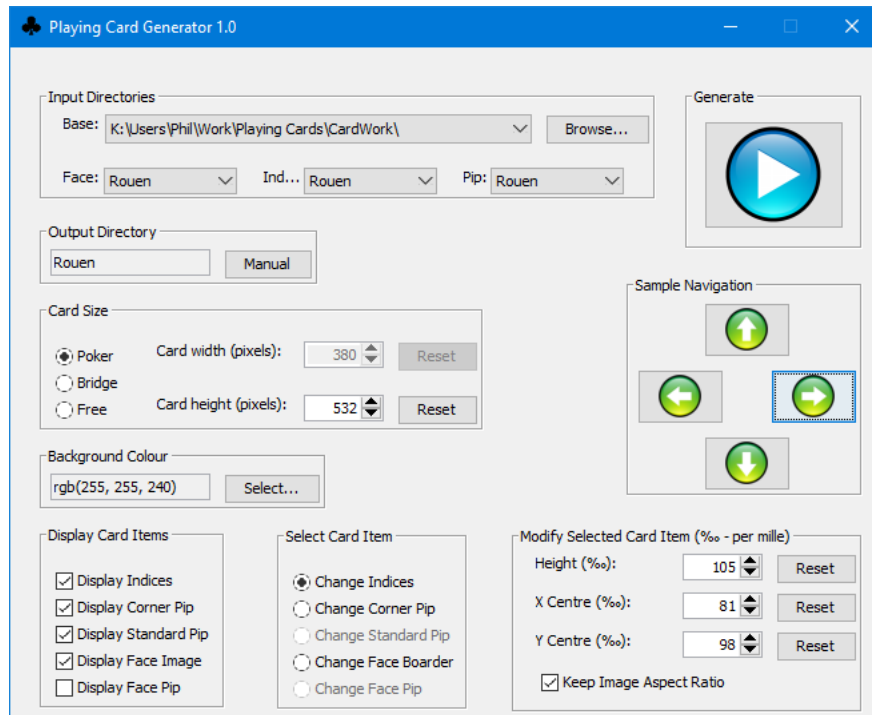 Playing Card Generator 1.0
Input Directories
Base: K:\Users\Phil\Work\Playing Cards\CardWork\ Browse...
Face: Rouen Ind... Rouen Pip: Rouen
Generate
Output Directory
Rouen Manual
Sample Navigation
Card Size
Poker
Bridge
Free
Card width (pixels): 380 Reset
Card height (pixels): 532 Reset
Background Colour
rgb(255, 255, 240) Select...
Display Card Items
Display Indices
Display Corner Pip
Display Standard Pip
Display Face Image
Display Face Pip
Select Card Item
Change Indices
Change Corner Pip
Change Standard Pip
Change Face Boarder
Change Face Pip
Modify Selected Card Item (‰ - per mille)
Height (‰): 105 Reset
X Centre (‰): 81 Reset
Y Centre (‰): 98 Reset
Keep Image Aspect Ratio